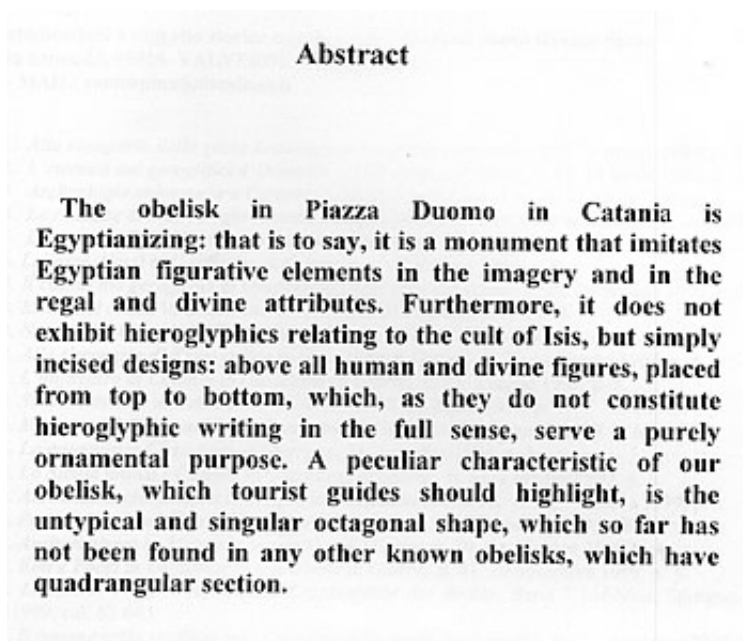 Abstract
The obelisk in Piazza Duomo in Catania is
Egyptianizing: that is to say, it is a monument that imitates
Egyptian figurative elements in the imagery and in the
regal and divine attributes. Furthermore, it does not
exhibit hieroglyphics relating to the cult of Isis, but simply
incised designs: above all human and divine figures, placed
from top to bottom, which, as they do not constitute
hieroglyphic writing in the full sense, serve a purely
ornamental purpose. A peculiar characteristic of our
obelisk, which tourist guides should highlight, is the
untypical and singular octagonal shape, which so far has
not been found in any other known obelisks, which have
quadrangular section.